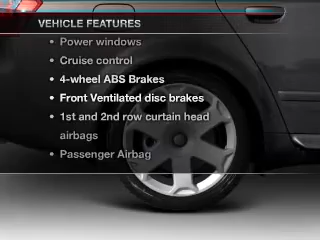 VEHICLE FEATURES
• Power windows
• Cruise control
• 4-wheel ABS Brakes
• Front Ventilated disc brakes
• 1st and 2nd row curtain head
airbags
• Passenger Airbag